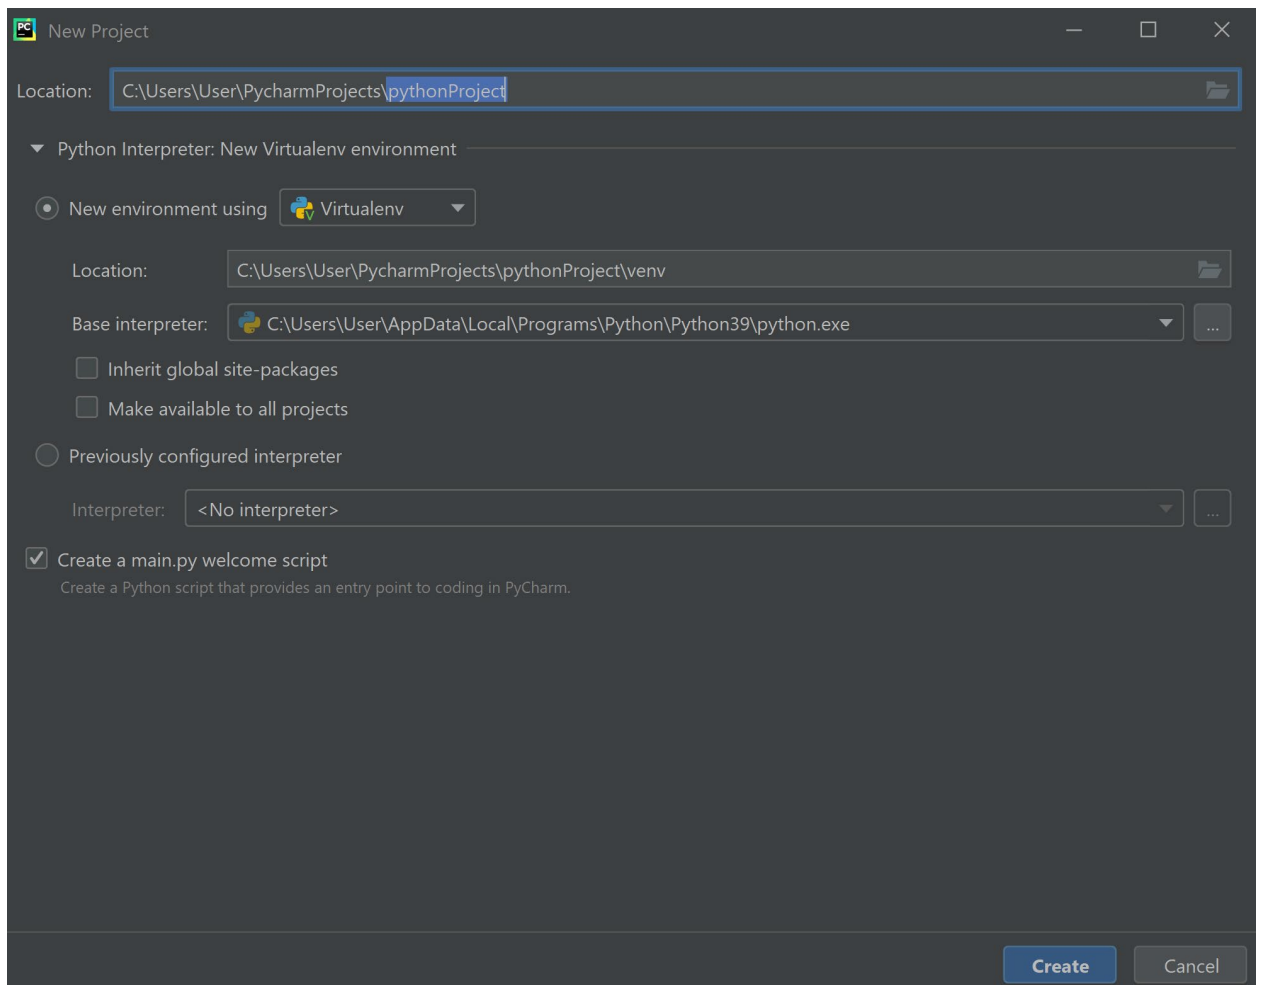 PC New Project
Location: C:\Users\User\PycharmProjects\pythonProject
Python Interpreter: New Virtualenv environment
New environment using Virtualenv
Location: C:\Users\User\PycharmProjects\pythonProject\venv
Base interpreter: C:\Users\User\AppData\Local\Programs\Python\Python39\python.exe ...
Inherit global site-packages
Make available to all projects
Previously configured interpreter
Interpreter: <No interpreter> ...
Create a main.py welcome script
Create a Python script that provides an entry point to coding in PyCharm.
Create Cancel